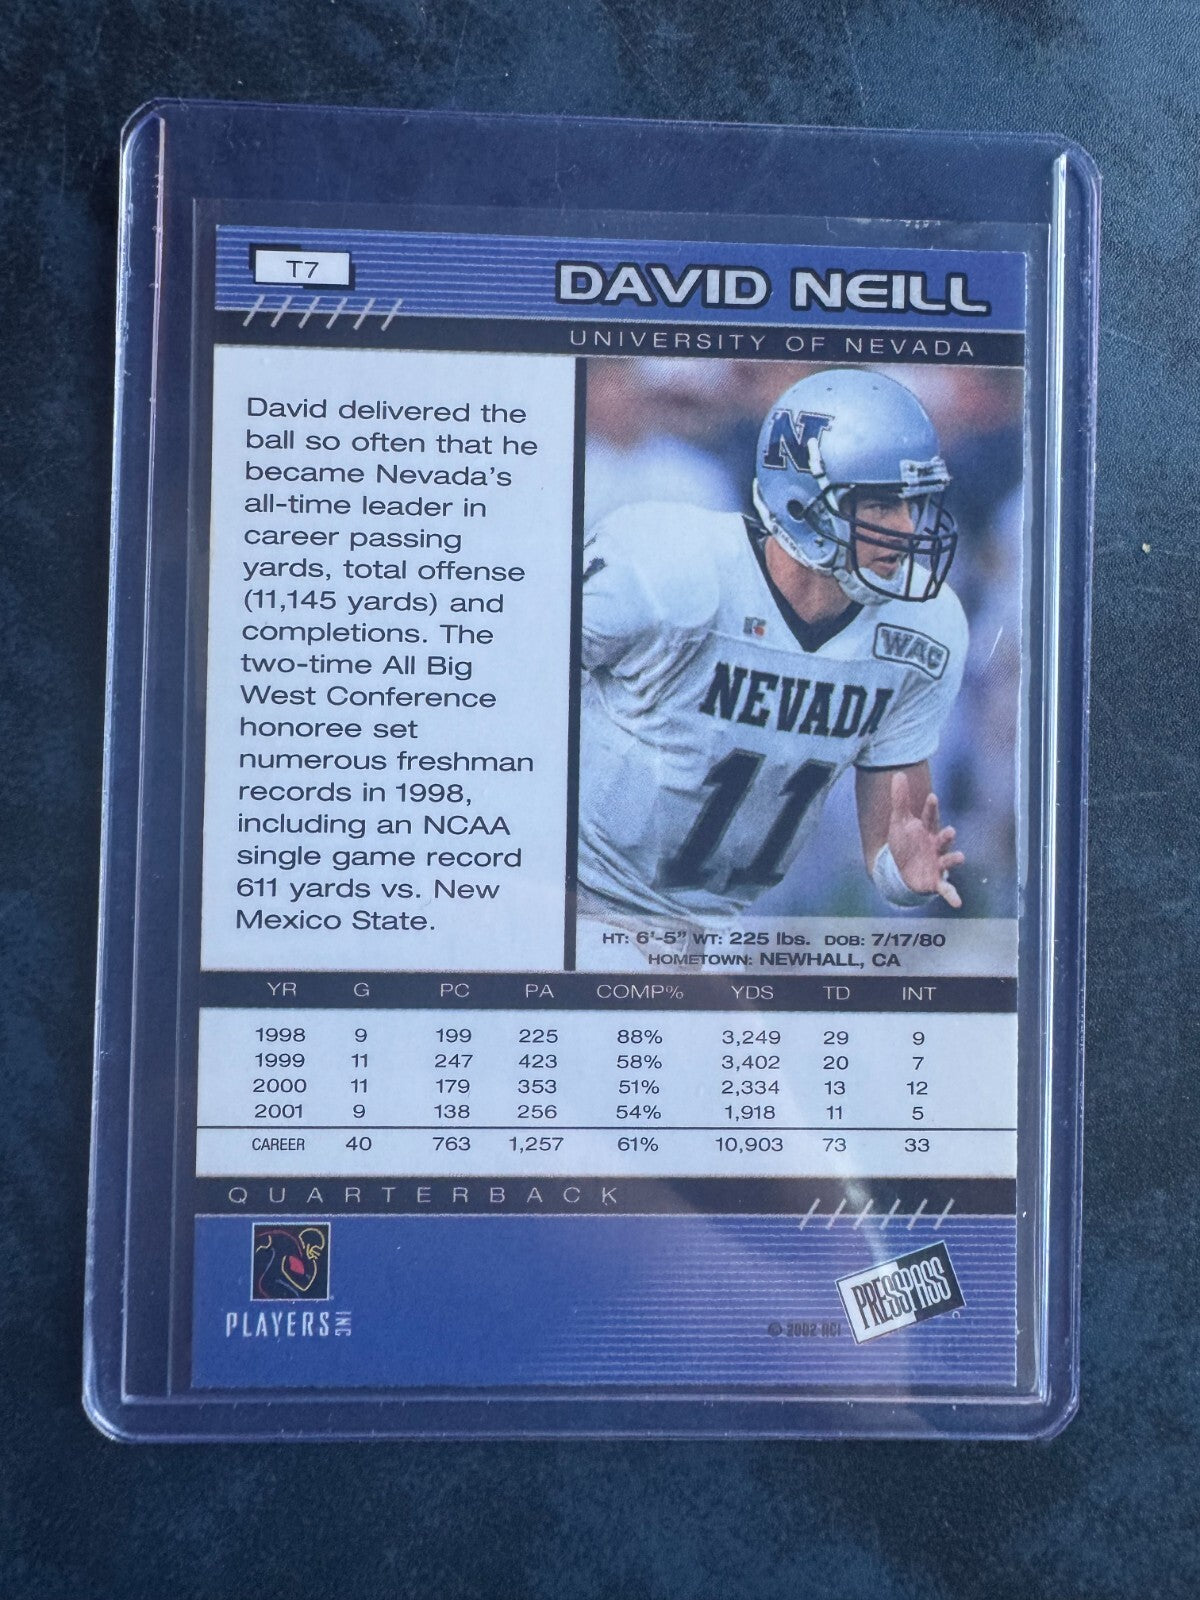 T7
DAVID NEILL
UNIVERSITY OF NEVADA
David delivered the
ball so often that he
became Nevada's
all-time leader in
career passing
yards, total offense
(11,145 yards) and
completions. The
two-time All Big
West Conference
honoree set
numerous freshman
records in 1998,
including an NCAA
single game record
611 yards vs. New
Mexico State.
N
WAC
NEVADA
11
HT: 6'-5" WT: 225 lbs. DOB: 7/17/80
HOMETOWN: NEWHALL, CA
YR G PC PA COMP% YDS TD INT
1998 9 199 225 88% 3,249 29 9
1999 11 247 423 58% 3,402 20 7
2000 11 179 353 51% 2,334 13 12
2001 9 138 256 54% 1,918 11 5
CAREER 40 763 1,257 61% 10,903 73 33
QUARTERBACK
PLAYERS INC
© 2002 RCI
PRESSPASS